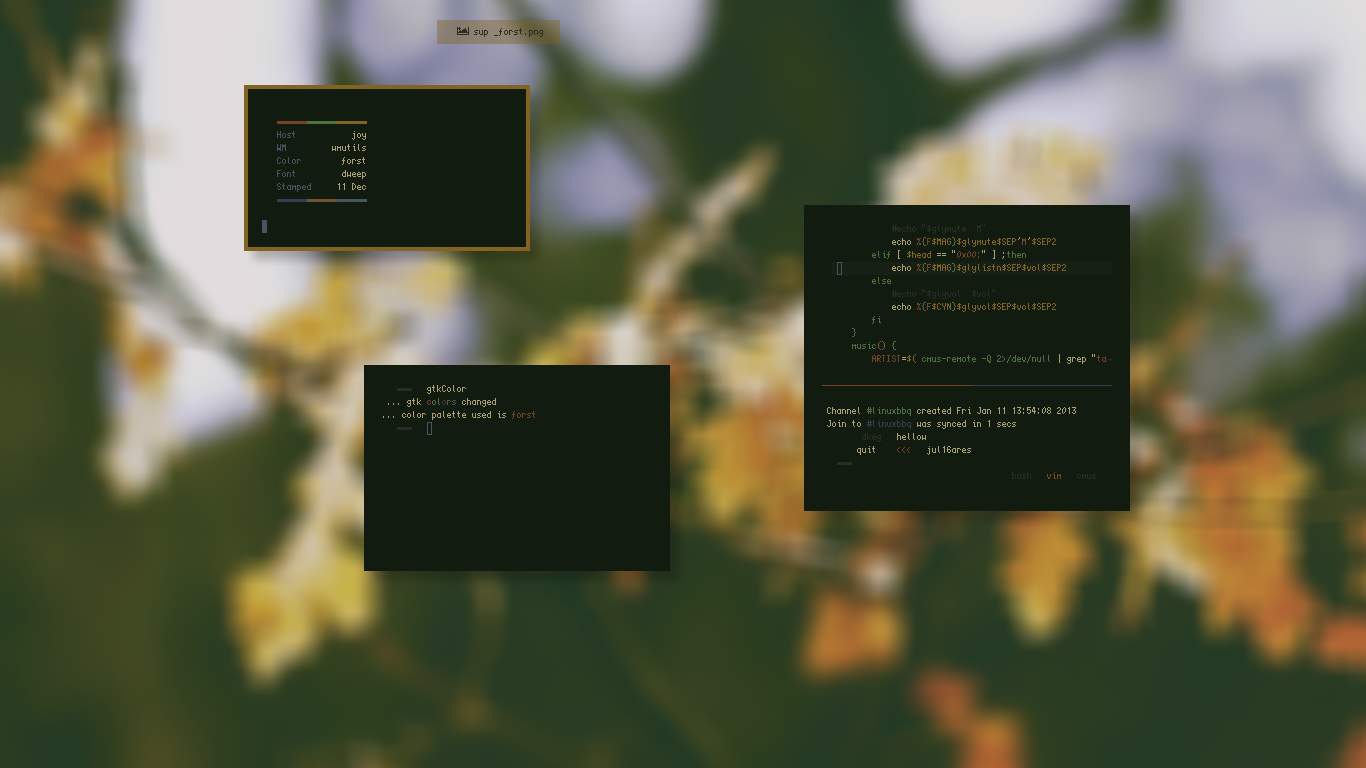 sup _forst.png
Host joy
WM wmutils
Color forst
Font dweep
Stamped 11 Dec
gtkColor
... gtk colors changed
... color palette used is forst
#echo "$glymute M"
echo %{F$MAG}$glymute$SEP'M'$SEP2
elif [ $head == "0x00:" ] ;then
echo %{F$MAG}$glylistn$SEP$vol$SEP2
else
#echo "$glyvol $vol"
echo %{F$CYN}$glyvol$SEP$vol$SEP2
fi
}
music() {
ARTIST=$( cmus-remote -Q 2>/dev/null | grep "ta
Channel #linuxbbq created Fri Jan 11 13:54:08 2013
Join to #linuxbbq was synced in 1 secs
dkeg hellow
quit <<< jul16ares
bash vim cmus